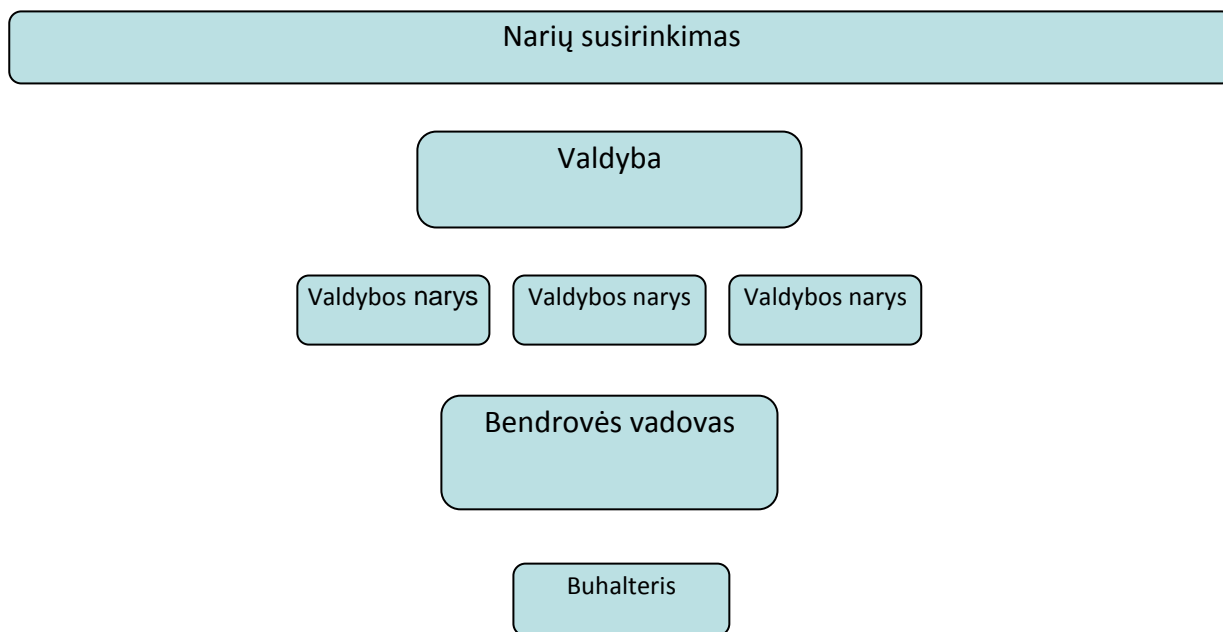 Narių susirinkimas
Valdyba
Valdybos narys
Valdybos narys
Valdybos narys
Bendrovės vadovas
Buhalteris